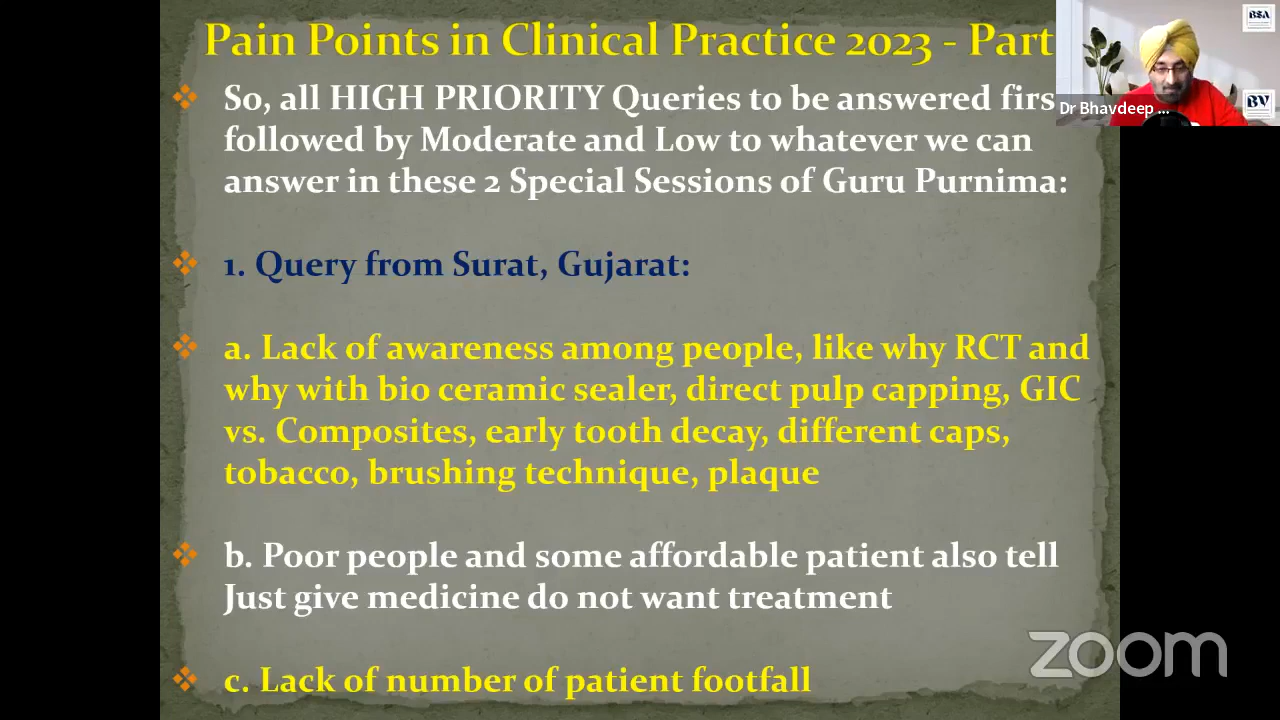 Pain Points in Clinical Practice 2023 - Part
So, all HIGH PRIORITY Queries to be answered firs
followed by Moderate and Low to whatever we can
answer in these 2 Special Sessions of Guru Purnima:
1. Query from Surat, Gujarat:
a. Lack of awareness among people, like why RCT and
why with bio ceramic sealer, direct pulp capping, GIC
vs. Composites, early tooth decay, different caps,
tobacco, brushing technique, plaque
b. Poor people and some affordable patient also tell
Just give medicine do not want treatment
c. Lack of number of patient footfall
Dr Bhavdeep ...
BSA
BV
zoom